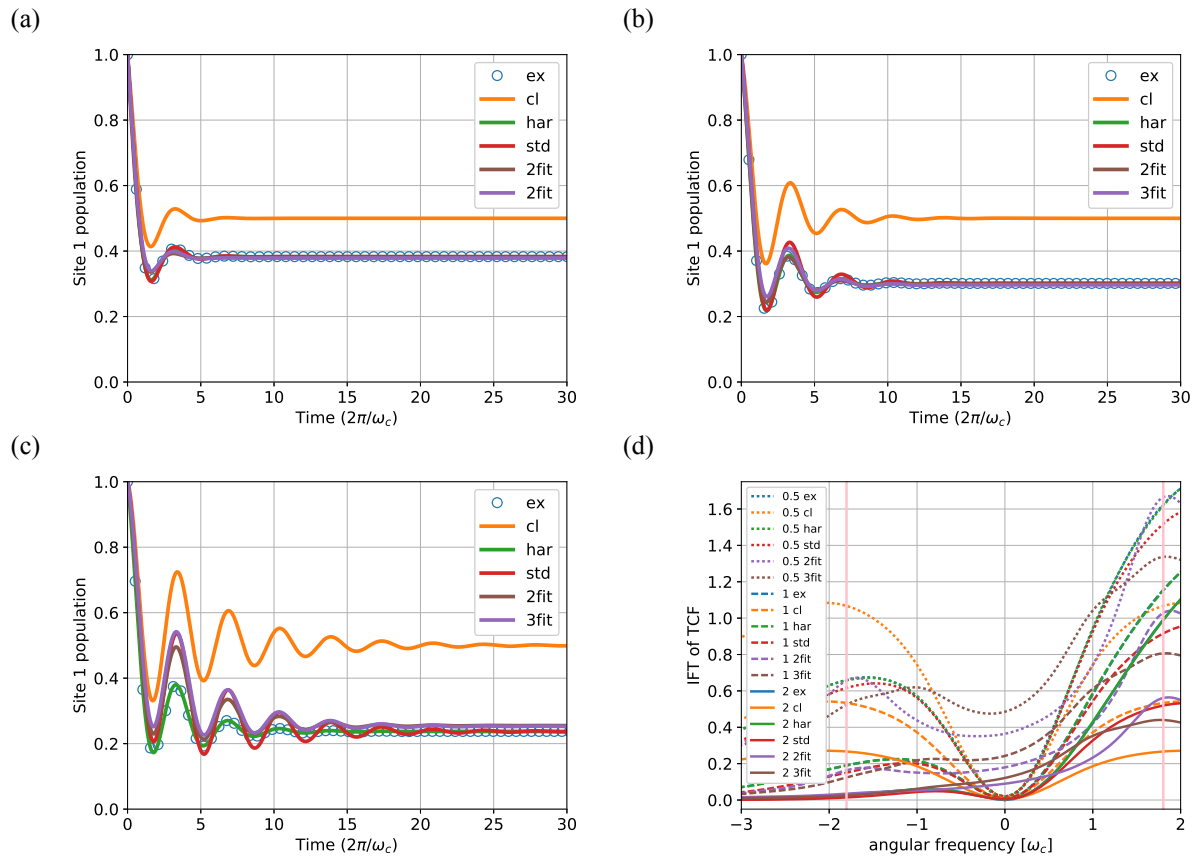 (a)
1.0
0.8
0.6
0.4
0.2
0.0
Site 1 population
0 5 10 15 20 25 30
Time (2π/ω_c)
ex
cl
har
std
2fit
2fit
(b)
1.0
0.8
0.6
0.4
0.2
0.0
Site 1 population
0 5 10 15 20 25 30
Time (2π/ω_c)
ex
cl
har
std
2fit
3fit
(c)
1.0
0.8
0.6
0.4
0.2
0.0
Site 1 population
0 5 10 15 20 25 30
Time (2π/ω_c)
ex
cl
har
std
2fit
3fit
(d)
1.6
1.4
1.2
1.0
0.8
0.6
0.4
0.2
0.0
IFT of TCF
−3 −2 −1 0 1 2
angular frequency [ω_c]
0.5 ex
0.5 cl
0.5 har
0.5 std
0.5 2fit
0.5 3fit
1 ex
1 cl
1 har
1 std
1 2fit
1 3fit
2 ex
2 cl
2 har
2 std
2 2fit
2 3fit